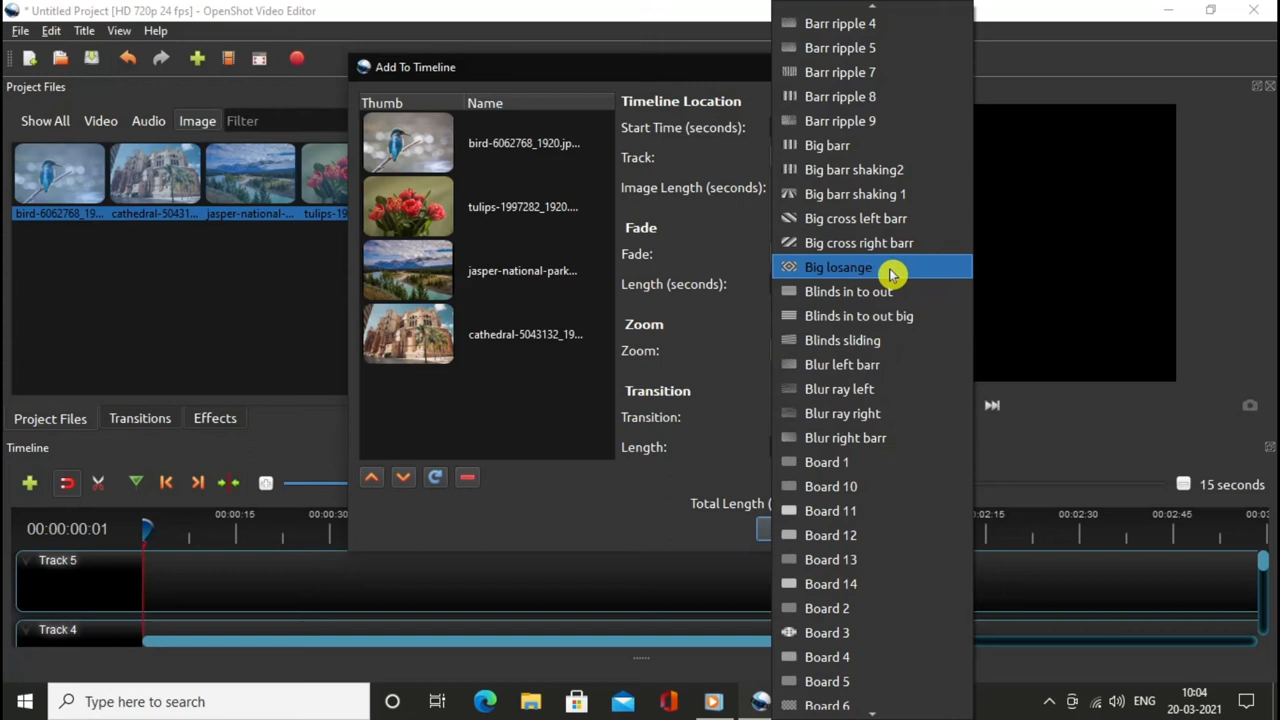 * Untitled Project [HD 720p 24 fps] - OpenShot Video Editor
File Edit Title View Help
Project Files
Show All Video Audio Image Filter
bird-6062768_19...
cathedral-50431...
jasper-national-...
tulips-199
Project Files Transitions Effects
Add To Timeline
Thumb Name
bird-6062768_1920.jp...
tulips-1997282_1920....
jasper-national-park...
cathedral-5043132_19...
Timeline Location
Start Time (seconds):
Track:
Image Length (seconds):
Fade
Fade:
Length (seconds):
Zoom
Zoom:
Transition
Transition:
Length:
Total Length (
Barr ripple 4
Barr ripple 5
Barr ripple 7
Barr ripple 8
Barr ripple 9
Big barr
Big barr shaking2
Big barr shaking 1
Big cross left barr
Big cross right barr
Big losange
Blinds in to out
Blinds in to out big
Blinds sliding
Blur left barr
Blur ray left
Blur ray right
Blur right barr
Board 1
Board 10
Board 11
Board 12
Board 13
Board 14
Board 2
Board 3
Board 4
Board 5
Board 6
Timeline
15 seconds
00:00:00:01
00:00:15
00:00:30
:02:15
00:02:30
00:02:45
Track 5
Track 4
Type here to search
ENG
10:04
20-03-2021